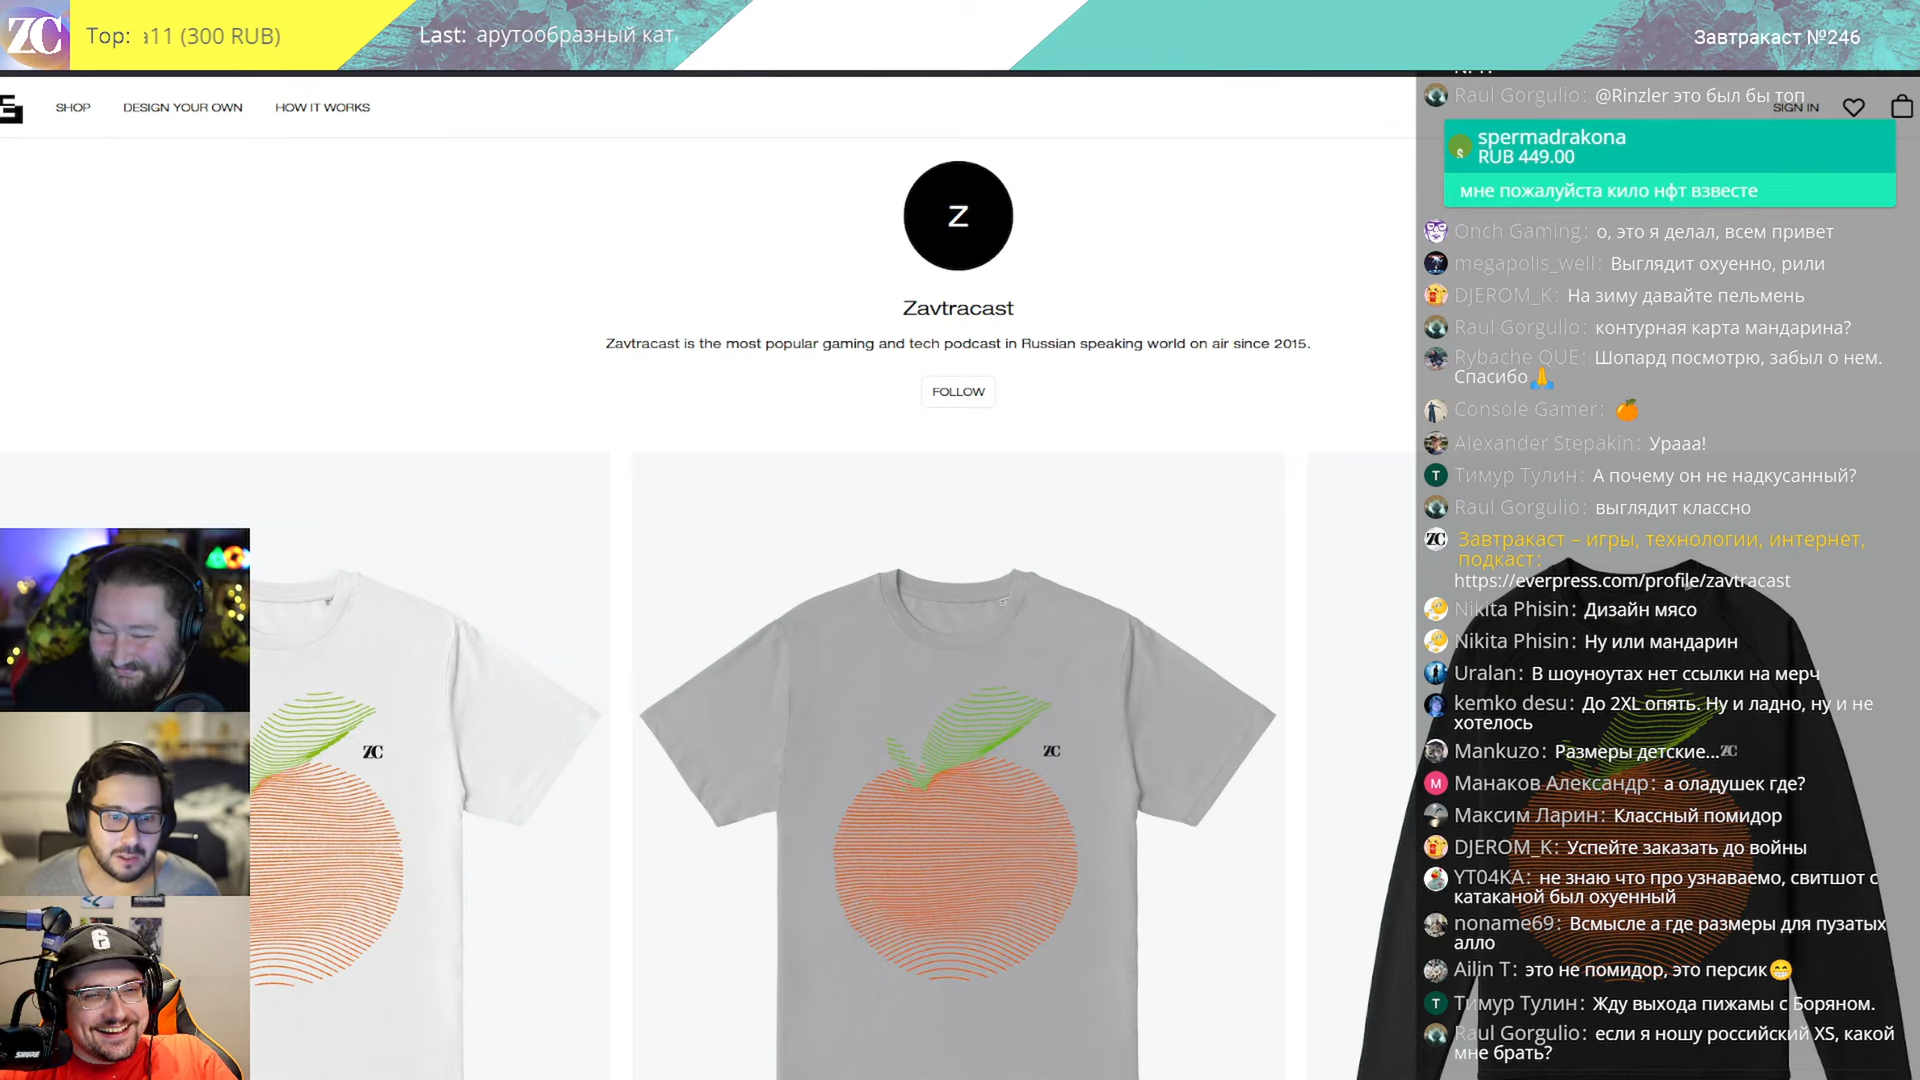 ZC
Top: a11 (300 RUB)
Last: арутообразный кат
Завтракаст №246
SHOP
DESIGN YOUR OWN
HOW IT WORKS
SIGN IN
Z
Zavtracast
Zavtracast is the most popular gaming and tech podcast in Russian speaking world on air since 2015.
FOLLOW
ZC
ZC
6
SHURE
Raul Gorgulio: @Rinzler это был бы топ
spermadrakona
RUB 449.00
мне пожалуйста кило нфт взвесте
Onch Gaming: о, это я делал, всем привет
megapolis_well: Выглядит охуенно, рили
DJEROM_K: На зиму давайте пельмень
Raul Gorgulio: контурная карта мандарина?
Rybache QUE: Шопард посмотрю, забыл о нем.
Спасибо🙏
Console Gamer: 🍊
Alexander Stepakin: Урааа!
T Тимур Тулин: А почему он не надкусанный?
Raul Gorgulio: выглядит классно
ZC Завтракаст – игры, технологии, интернет,
подкаст:
https://everpress.com/profile/zavtracast
Nikita Phisin: Дизайн мясо
Nikita Phisin: Ну или мандарин
Uralan: В шоуноутах нет ссылки на мерч
kemko desu: До 2XL опять. Ну и ладно, ну и не
хотелось
Mankuzo: Размеры детские...ZC
М Манаков Александр: а оладушек где?
Максим Ларин: Классный помидор
DJEROM_K: Успейте заказать до войны
YT04KA: не знаю что про узнаваемо, свитшот с
катаканой был охуенный
noname69: Всмысле а где размеры для пузатых
алло
Ailin T: это не помидор, это персик😁
T Тимур Тулин: Жду выхода пижамы с Боряном.
Raul Gorgulio: если я ношу российский XS, какой
мне брать?